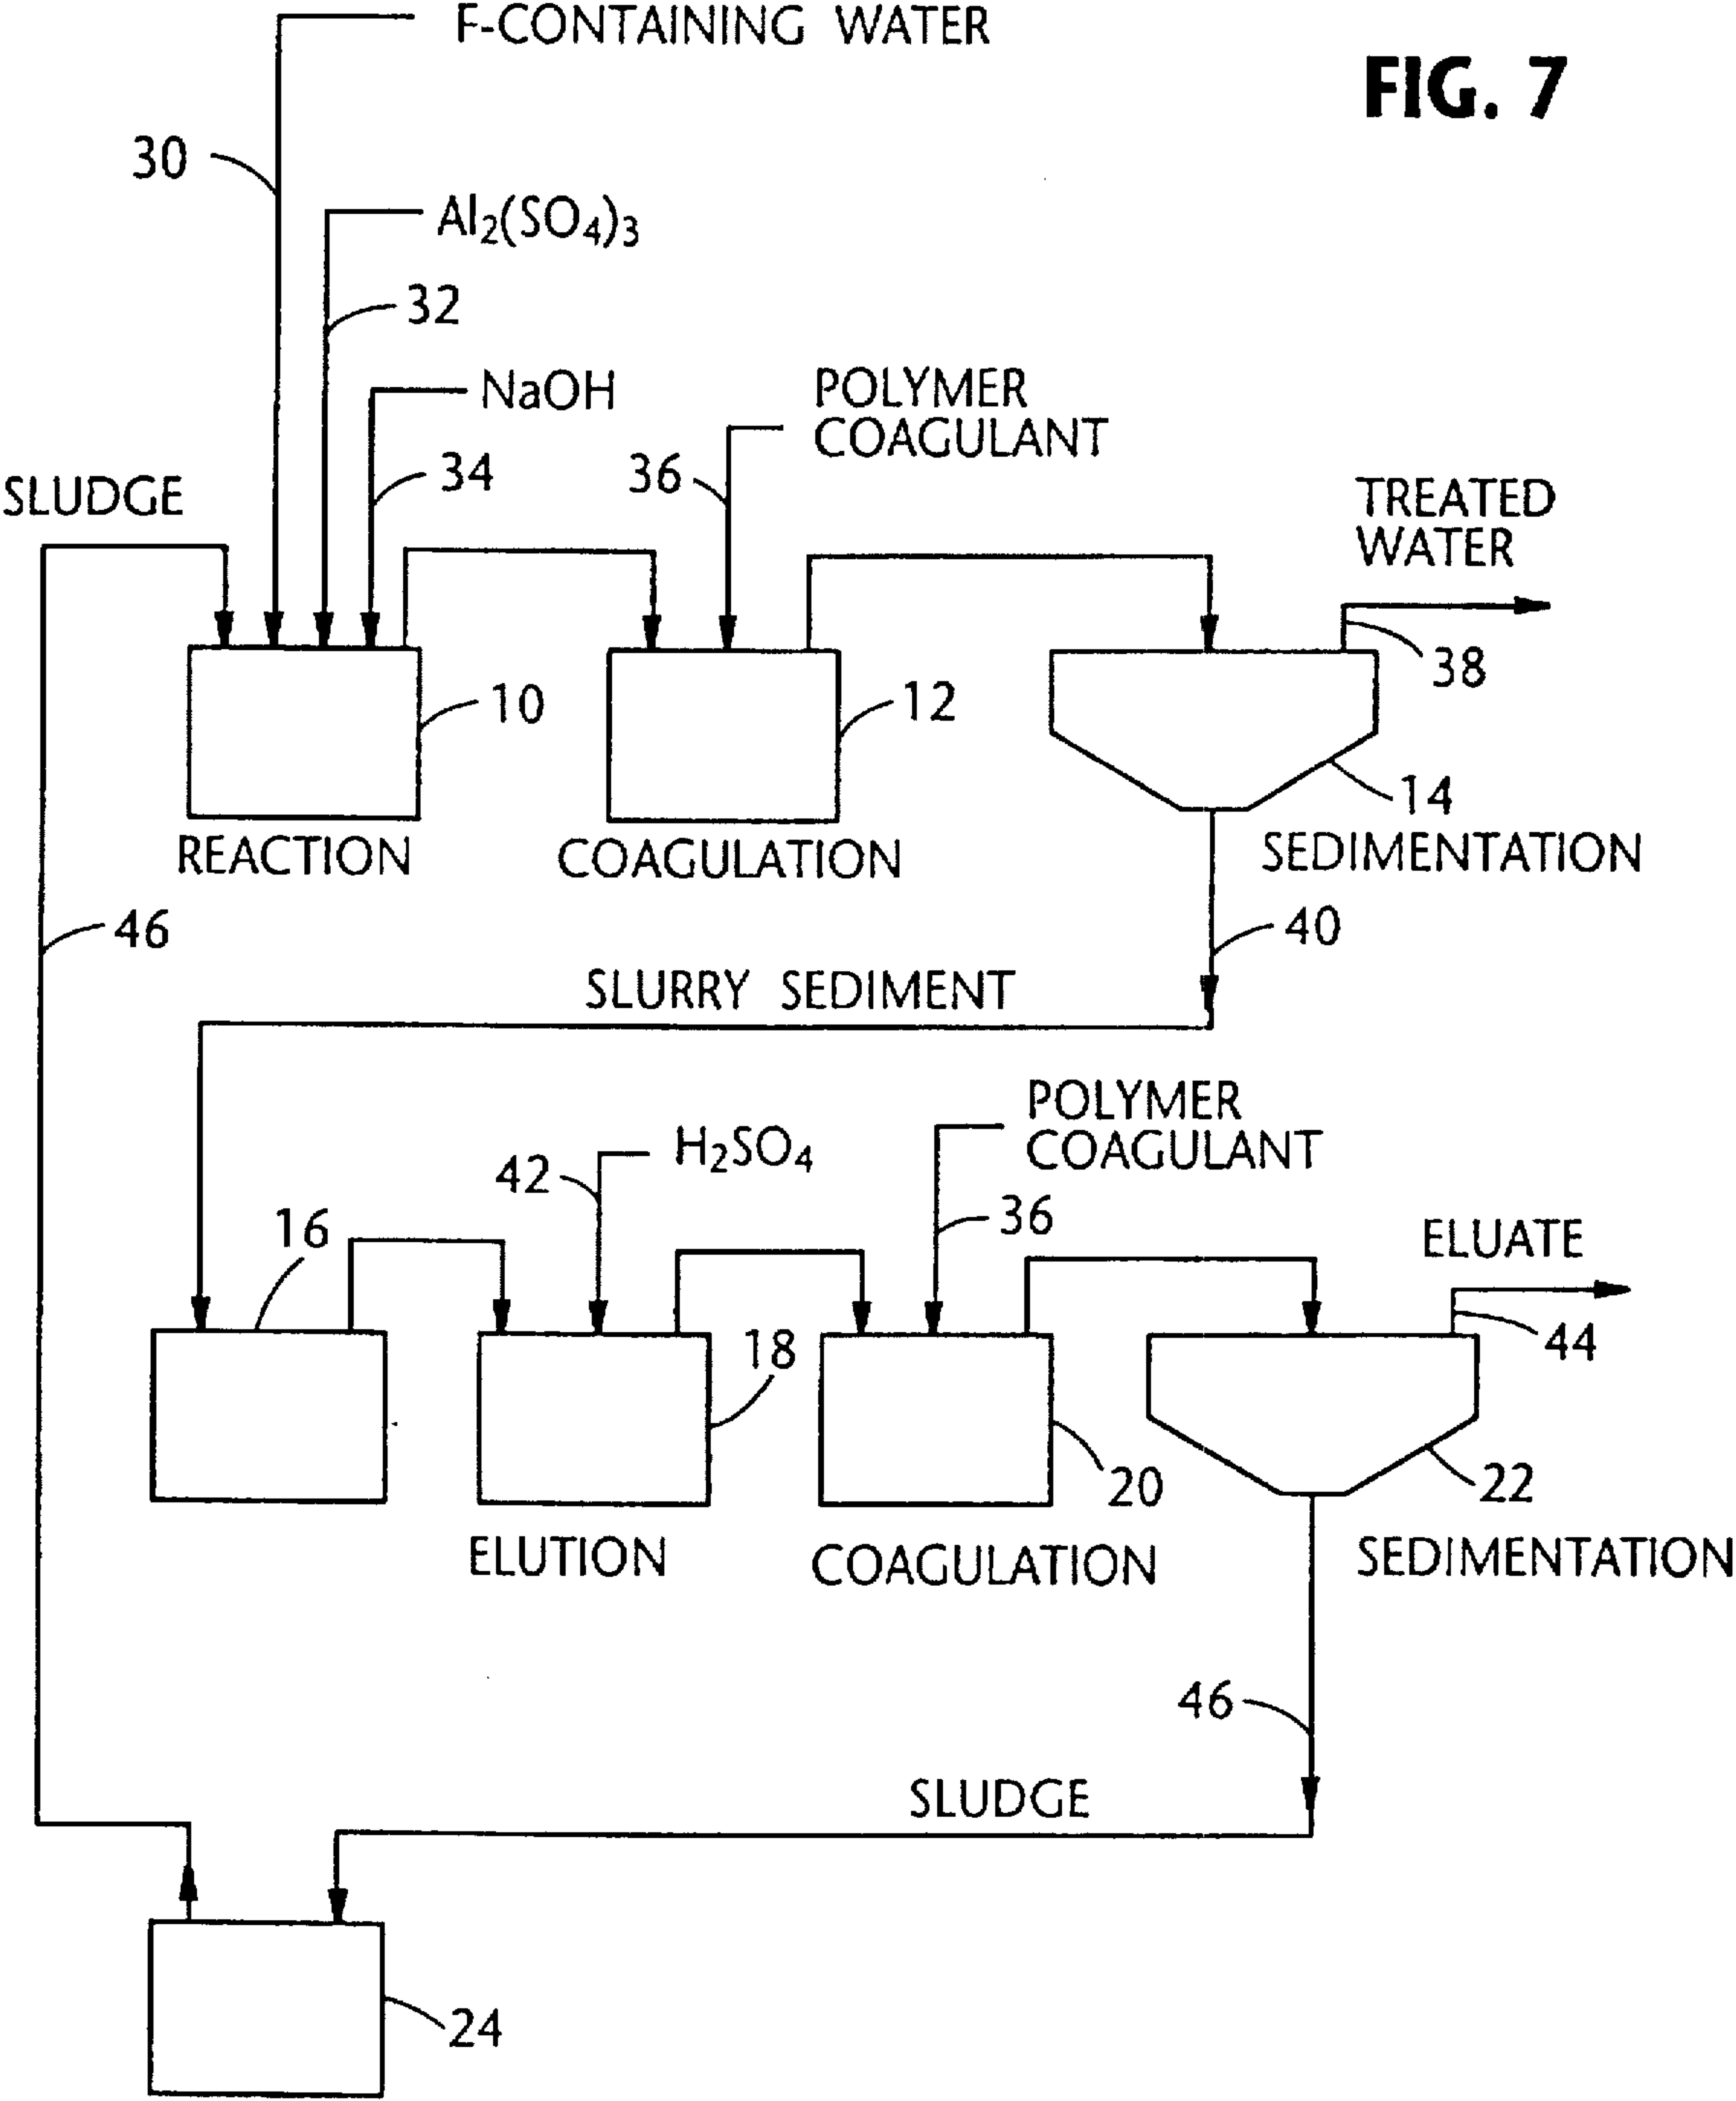 F-CONTAINING WATER
FIG. 7
30
Al2(SO4)3
32
NaOH
POLYMER
COAGULANT
34
36
SLUDGE
TREATED
WATER
38
10
12
14
REACTION
COAGULATION
SEDIMENTATION
46
40
SLURRY SEDIMENT
POLYMER
COAGULANT
H2SO4
42
36
16
ELUATE
44
18
20
22
ELUTION
COAGULATION
SEDIMENTATION
46
SLUDGE
24